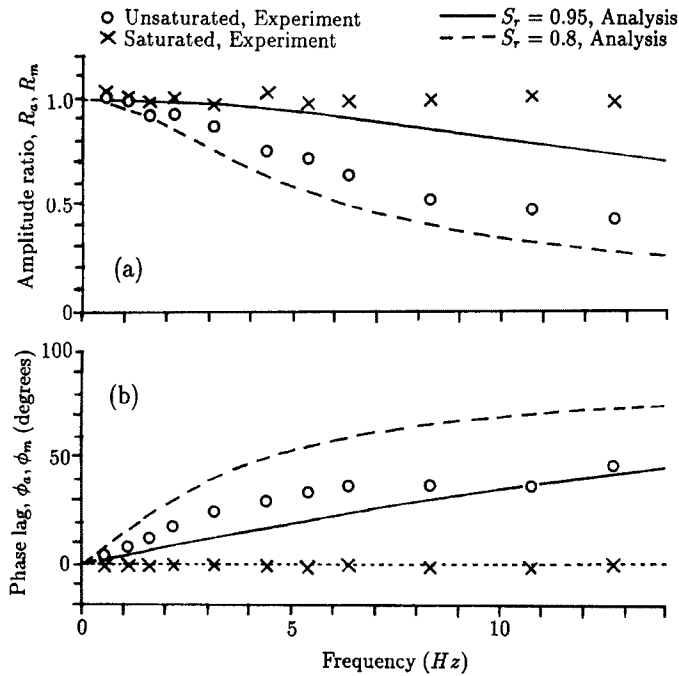 Unsaturated, Experiment
Saturated, Experiment
S_r = 0.95, Analysis
S_r = 0.8, Analysis
Amplitude ratio, R_a, R_m
1.0
0.5
0
(a)
Phase lag, ϕ_a, ϕ_m (degrees)
100
50
0
(b)
0
5
10
Frequency (Hz)